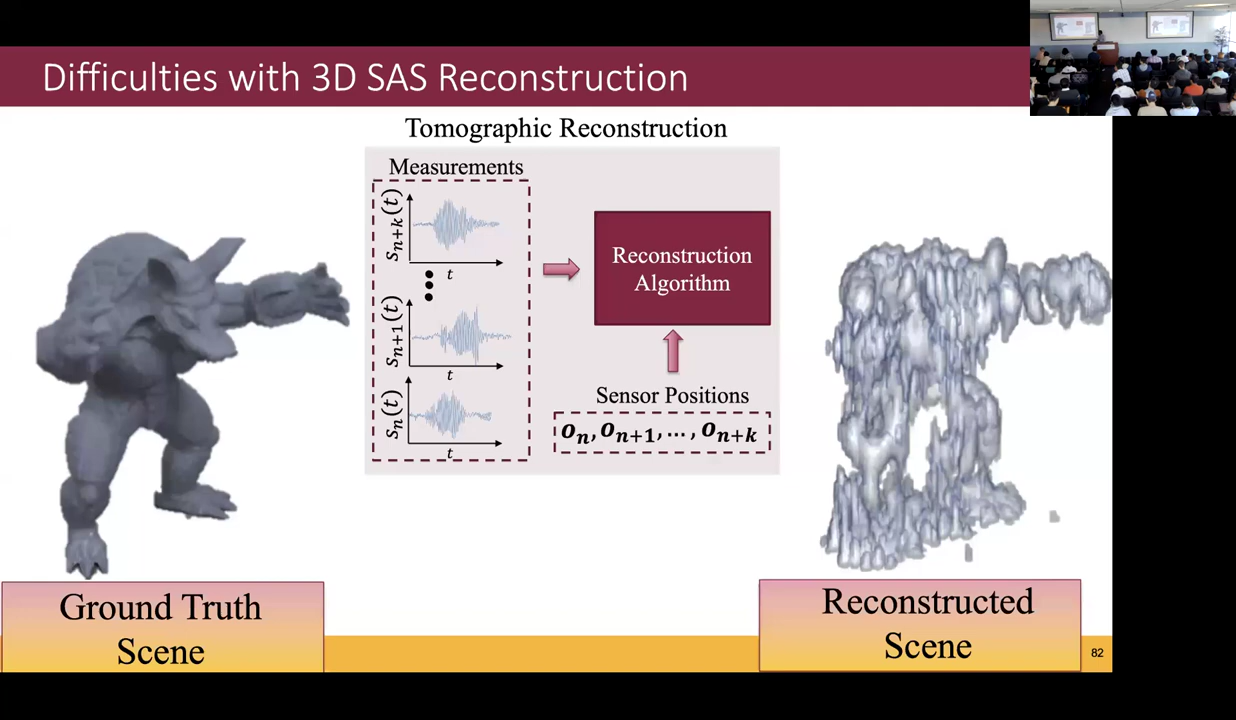 Difficulties with 3D SAS Reconstruction
Tomographic Reconstruction
Measurements
s_{n+k}(t)
t
s_{n+1}(t)
t
s_n(t)
t
Reconstruction
Algorithm
Sensor Positions
o_n, o_{n+1}, ..., o_{n+k}
Ground Truth
Scene
Reconstructed
Scene
82